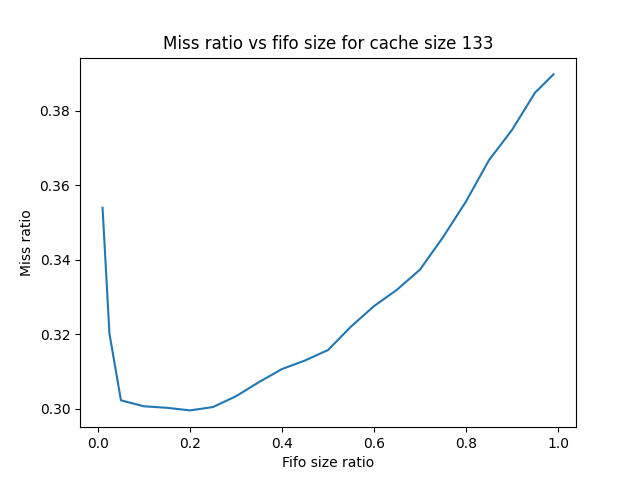 Miss ratio vs fifo size for cache size 133
0.38
0.36
0.34
0.32
0.30
Miss ratio
0.0 0.2 0.4 0.6 0.8 1.0
Fifo size ratio